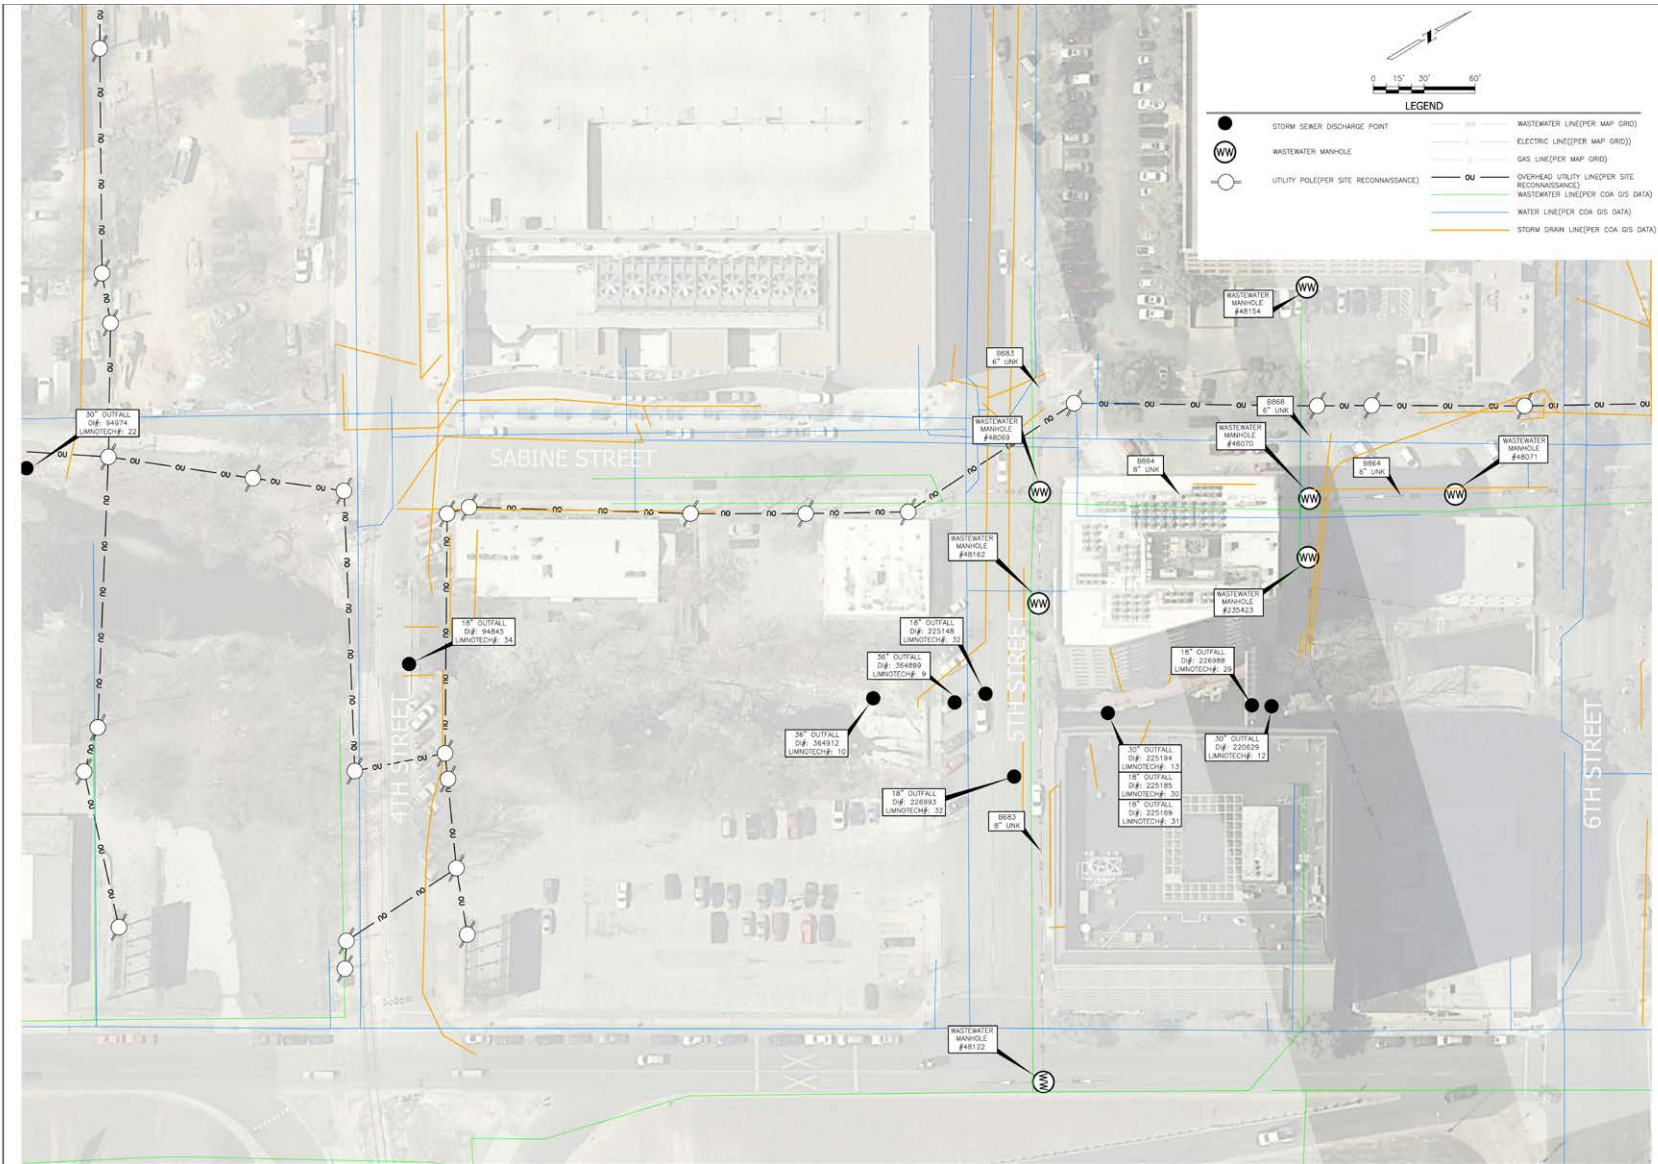 0 15' 30' 60'
LEGEND
STORM SEWER DISCHARGE POINT
WW
WASTEWATER MANHOLE
UTILITY POLE(PER SITE RECONNAISSANCE)
WASTEWATER LINE(PER MAP GRID)
ELECTRIC LINE((PER MAP GRID))
GAS LINE(PER MAP GRID)
OU
OVERHEAD UTILITY LINE(PER SITE
RECONNAISSANCE)
WASTEWATER LINE(PER COA GIS DATA)
WATER LINE(PER COA GIS DATA)
STORM DRAIN LINE(PER COA GIS DATA)
WASTEWATER
MANHOLE
#48154
WW
B683
6" UNK
30" OUTFALL
DI#: 94974
LIMNOTECH#: 22
WASTEWATER
MANHOLE
#48069
B868
6" UNK
WASTEWATER
MANHOLE
#48070
WASTEWATER
MANHOLE
#48071
SABINE STREET
B864
8" UNK
B864
6" UNK
WW
WW
WW
WASTEWATER
MANHOLE
#48162
WW
WW
WASTEWATER
MANHOLE
#235423
18" OUTFALL
DI#: 94845
LIMNOTECH#: 34
18" OUTFALL
DI#: 225148
LIMNOTECH#: 32
36" OUTFALL
DI#: 364899
LIMNOTECH#: 9
18" OUTFALL
DI#: 226988
LIMNOTECH#: 29
4TH STREET
5TH STREET
6TH STREET
36" OUTFALL
DI#: 364912
LIMNOTECH#: 10
30" OUTFALL
DI#: 220629
LIMNOTECH#: 12
30" OUTFALL
DI#: 225194
LIMNOTECH#: 13
18" OUTFALL
DI#: 225185
LIMNOTECH#: 30
18" OUTFALL
DI#: 225169
LIMNOTECH#: 31
18" OUTFALL
DI#: 226993
LIMNOTECH#: 32
B683
8" UNK
WASTEWATER
MANHOLE
#48122
WW